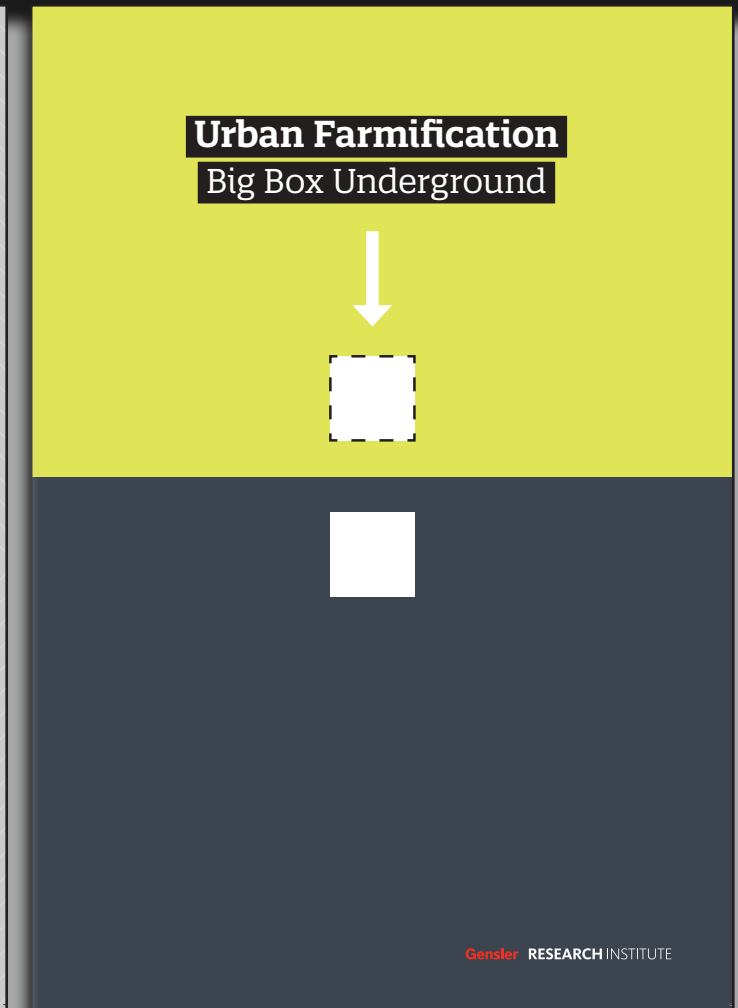 Urban Farmification
Big Box Underground
Gensler RESEARCH INSTITUTE